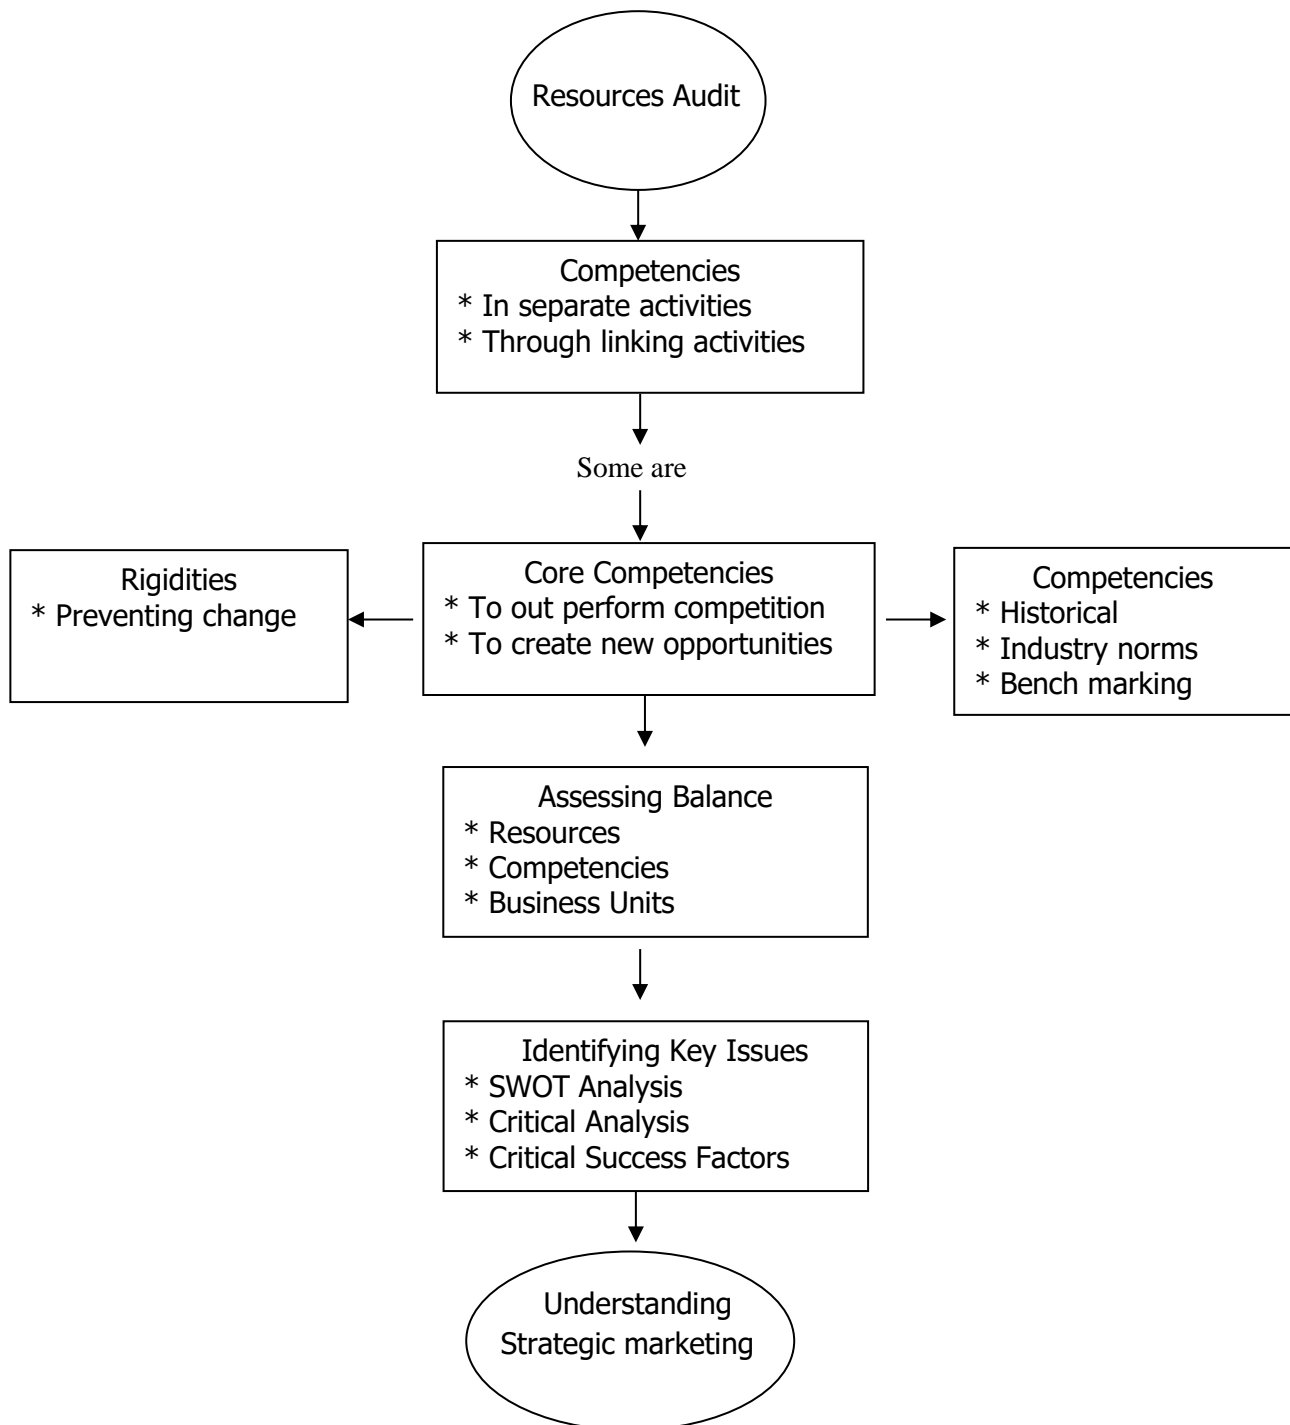 Resources Audit
Competencies
* In separate activities
* Through linking activities
Some are
Rigidities
* Preventing change
Core Competencies
* To out perform competition
* To create new opportunities
Competencies
* Historical
* Industry norms
* Bench marking
Assessing Balance
* Resources
* Competencies
* Business Units
Identifying Key Issues
* SWOT Analysis
* Critical Analysis
* Critical Success Factors
Understanding
Strategic marketing